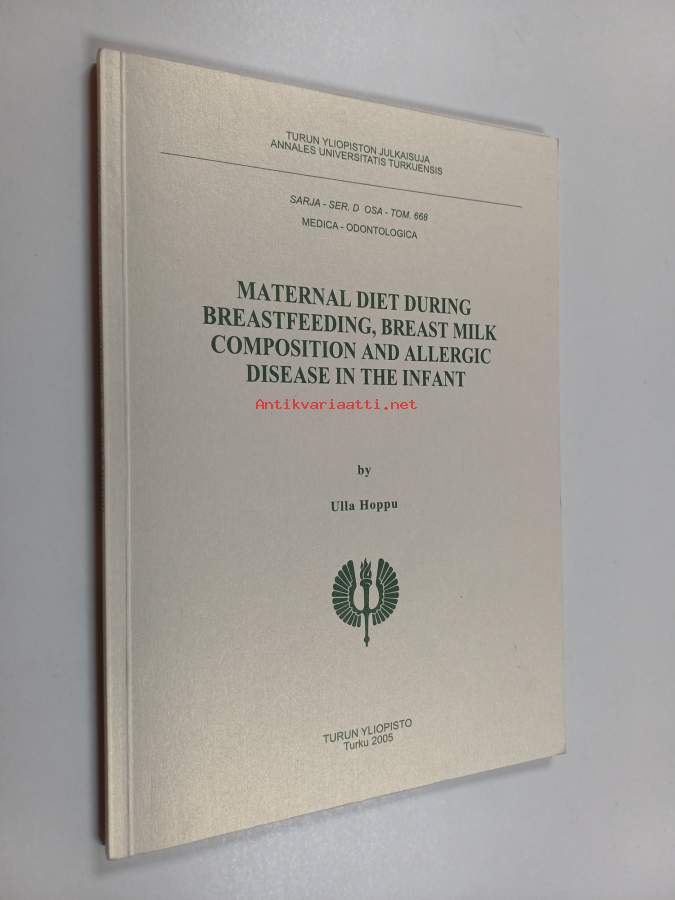 TURUN YLIOPISTON JULKAISUJA
ANNALES UNIVERSITATIS TURKUENSIS
SARJA - SER. D OSA - TOM. 668
MEDICA - ODONTOLOGICA
MATERNAL DIET DURING
BREASTFEEDING, BREAST MILK
COMPOSITION AND ALLERGIC
DISEASE IN THE INFANT
Antikvariaatti.net
by
Ulla Hoppu
TURUN YLIOPISTO
Turku 2005